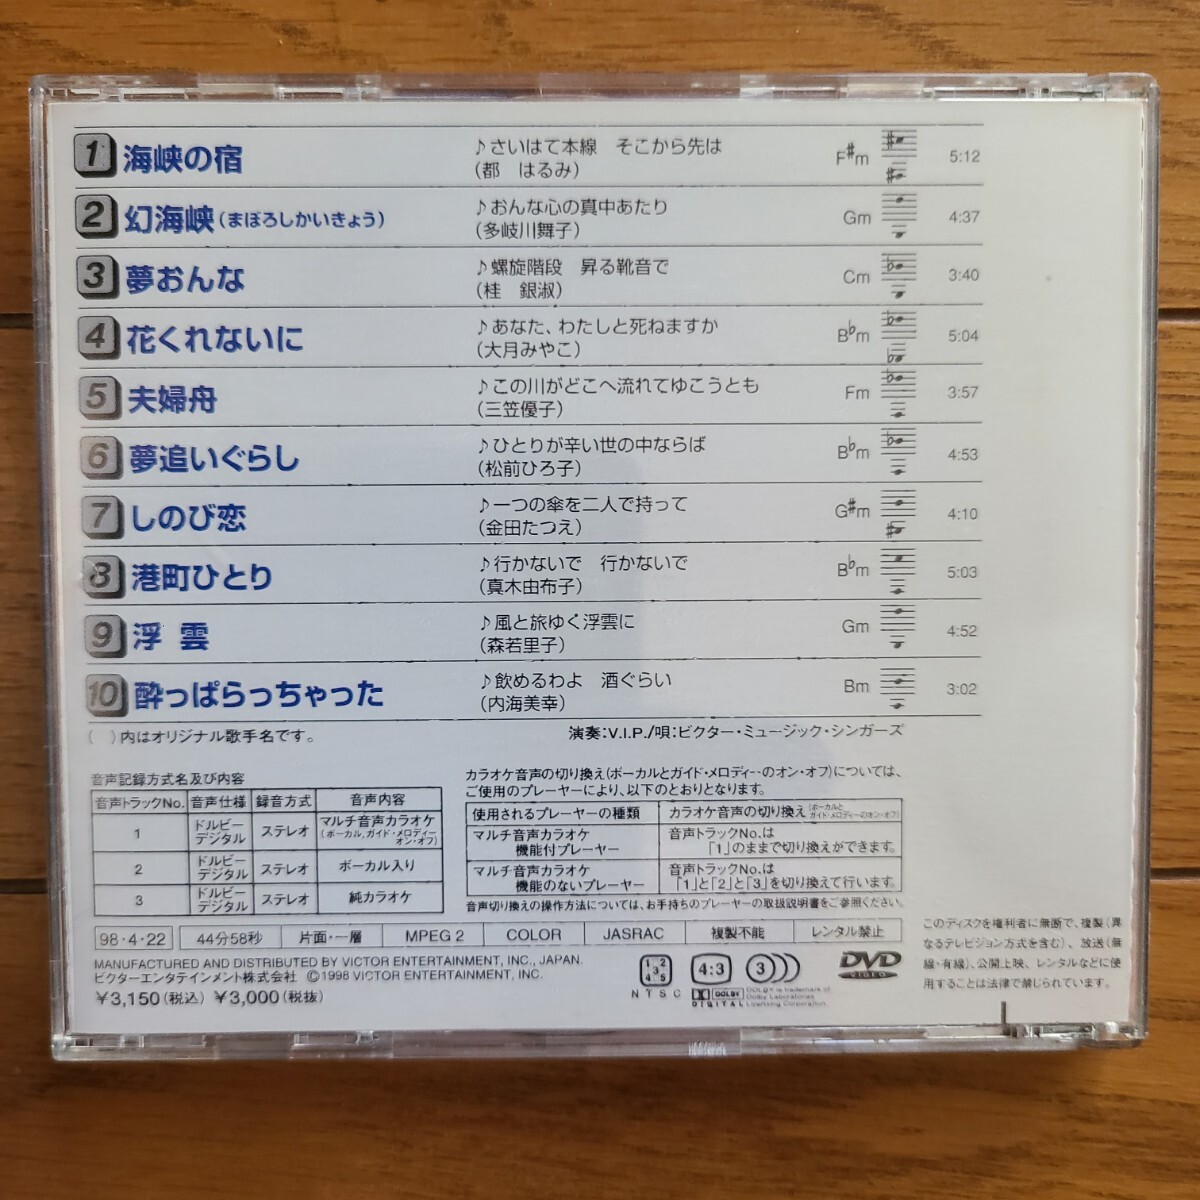 1 海峡の宿 ♪さいはて本線 そこから先は F#m 5:12
(都 はるみ)
2 幻海峡(まぼろしかいきょう) ♪おんな心の真中あたり Gm 4:37
(多岐川舞子)
3 夢おんな ♪螺旋階段 昇る靴音で Cm 3:40
(桂 銀淑)
4 花くれないに ♪あなた、わたしと死ねますか B♭m 5:04
(大月みやこ)
5 夫婦舟 ♪この川がどこへ流れてゆこうとも Fm 3:57
(三笠優子)
6 夢追いぐらし ♪ひとりが辛い世の中ならば B♭m 4:53
(松前ひろ子)
7 しのび恋 ♪一つの傘を二人で持って G#m 4:10
(金田たつえ)
8 港町ひとり ♪行かないで 行かないで B♭m 5:03
(真木由布子)
9 浮雲 ♪風と旅ゆく浮雲に Gm 4:52
(森若里子)
10 酔っぱらっちゃった ♪飲めるわよ 酒ぐらい Bm 3:02
(内海美幸)
( )内はオリジナル歌手名です。 演奏:V.I.P./唄:ビクター・ミュージック・シンガーズ
音声記録方式名及び内容
音声トラックNo. 音声仕様 録音方式 音声内容
1 ドルビーデジタル ステレオ マルチ音声カラオケ
(ボーカル、ガイド・メロディーオン・オフ)
2 ドルビーデジタル ステレオ ボーカル入り
3 ドルビーデジタル ステレオ 純カラオケ
カラオケ音声の切り換え(ボーカルとガイド・メロディーのオン・オフ)については、
ご使用のプレーヤーにより、以下のとおりとなります。
使用されるプレーヤーの種類 カラオケ音声の切り換え(ボーカルとガイド・メロディーのオン・オフ)
マルチ音声カラオケ 音声トラックNo.は
機能付プレーヤー 「1」のままで切り換えができます。
マルチ音声カラオケ 音声トラックNo.は
機能のないプレーヤー 「1」と「2」と「3」を切り換えて行います。
音声切り換えの操作方法については、お手持ちのプレーヤーの取扱説明書をご参照ください。
98・4・22 44分58秒 片面・一層 MPEG 2 COLOR JASRAC 複製不能 レンタル禁止
MANUFACTURED AND DISTRIBUTED BY VICTOR ENTERTAINMENT, INC., JAPAN.
ビクターエンタテインメント株式会社 ©1998 VICTOR ENTERTAINMENT, INC.
¥3,150(税込) ¥3,000(税抜)
1 2 3 4 5
NTSC
4:3
3
DOLBY
DIGITAL
DOLBY is trademark of
Dolby Laboratories
Licensing Corporation
DVD
VIDEO
このディスクを権利者に無断で、複製(異
なるテレビジョン方式を含む)、放送(無
線・有線)、公開上映、レンタルなどに使
用することは法律で禁じられています。